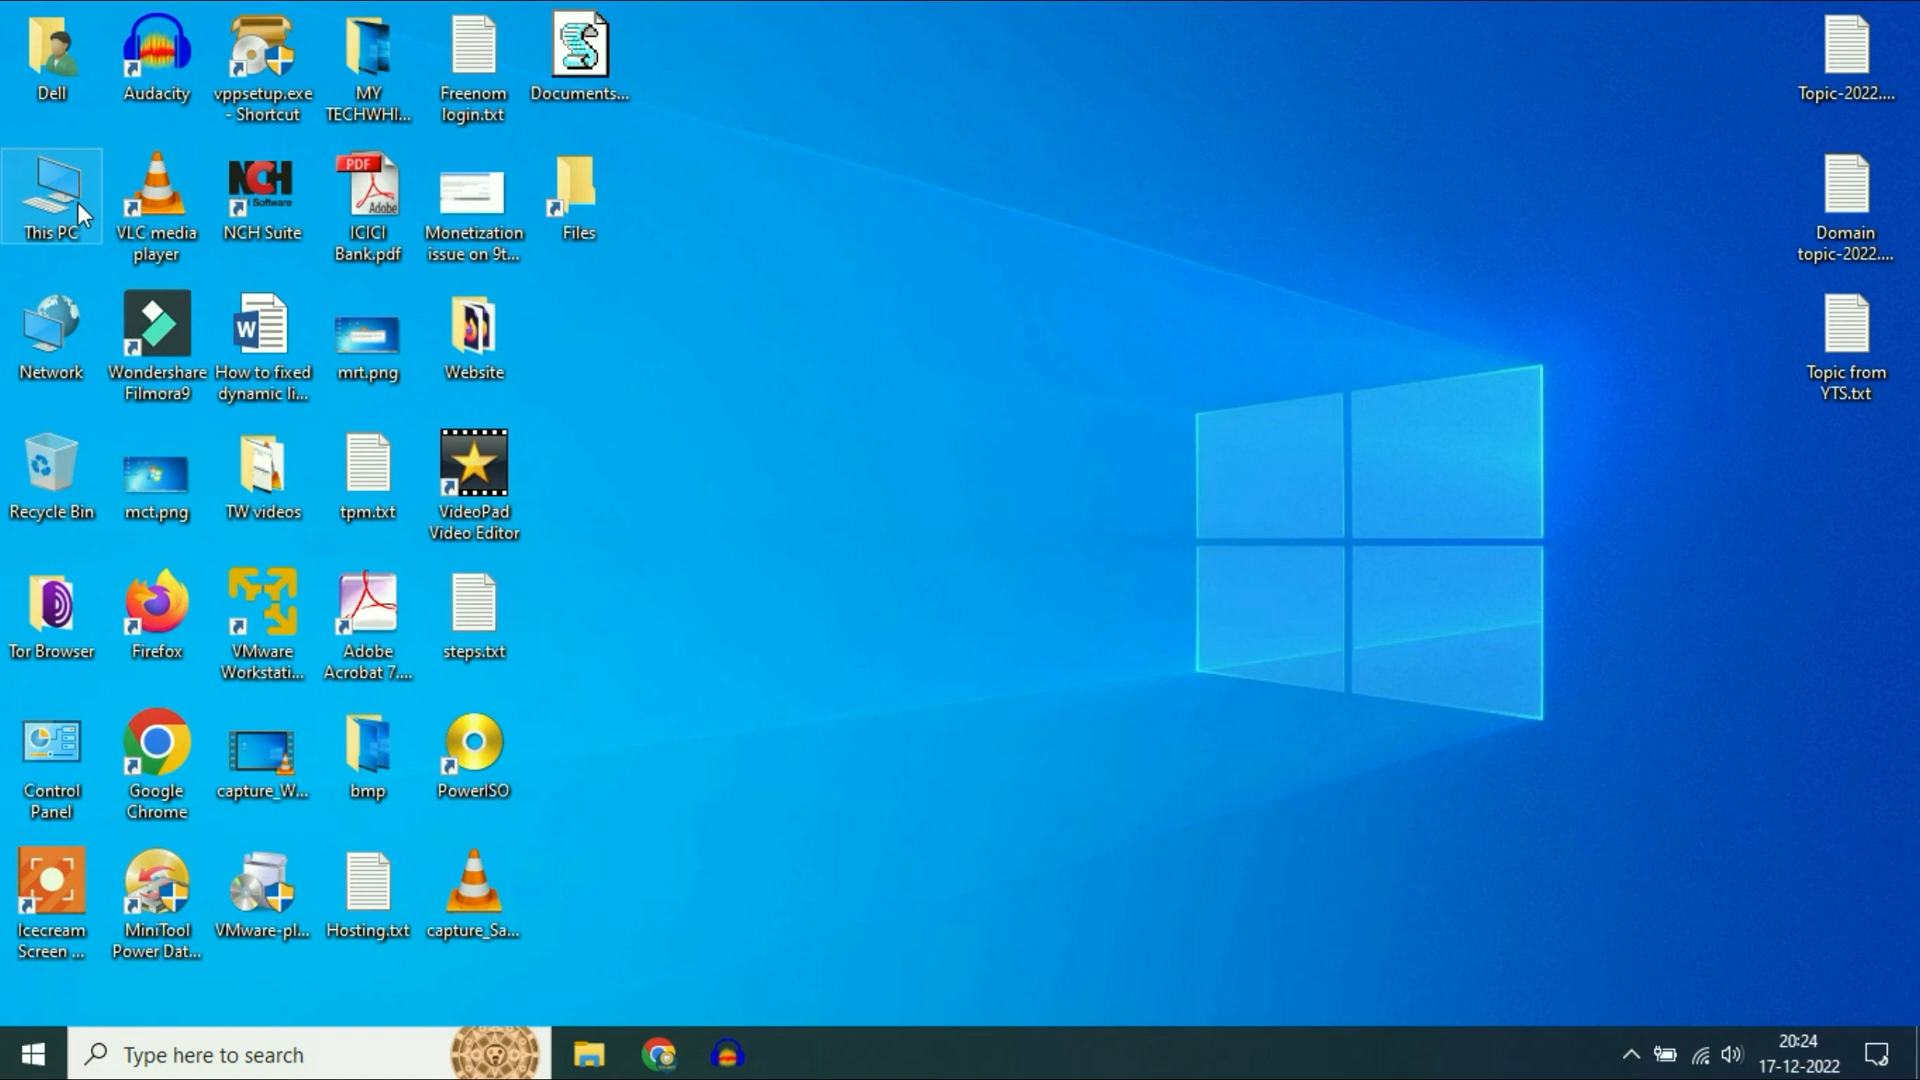 Dell
Audacity
vppsetup.exe
- Shortcut
MY
TECHWHI...
Freenom
login.txt
Documents...
Topic-2022....
This PC
VLC media
player
NCH
Software
NCH Suite
PDF
Adobe
ICICI
Bank.pdf
Monetization
issue on 9t...
Files
Domain
topic-2022....
Network
Wondershare
Filmora9
W
How to fixed
dynamic li...
mrt.png
Website
Topic from
YTS.txt
Recycle Bin
mct.png
TW videos
tpm.txt
VideoPad
Video Editor
Tor Browser
Firefox
VMware
Workstati...
Adobe
Acrobat 7....
steps.txt
Control
Panel
Google
Chrome
capture_W...
bmp
PowerISO
Icecream
Screen ...
MiniTool
Power Dat...
VMware-pl...
Hosting.txt
capture_Sa...
Type here to search
20:24
17-12-2022